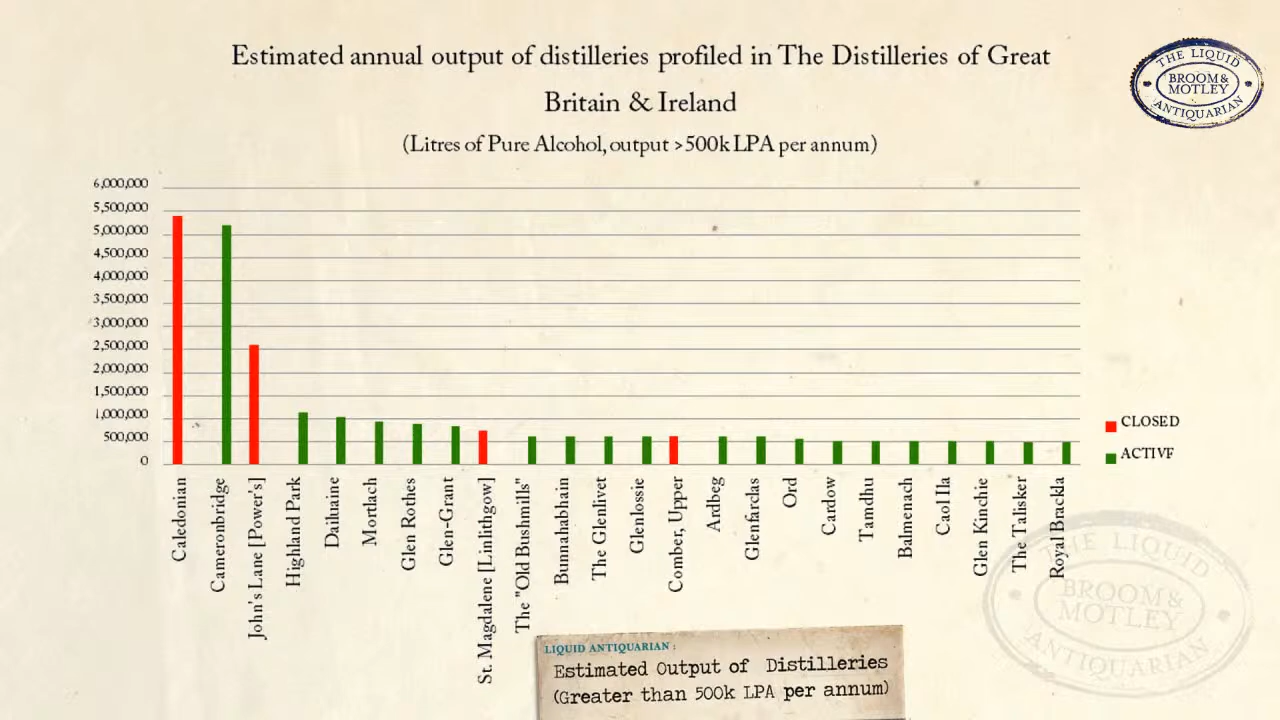 Estimated annual output of distilleries profiled in The Distilleries of Great
Britain & Ireland
(Litres of Pure Alcohol, output >500k LPA per annum)
THE LIQUID
BROOM &
MOTLEY
ANTIQUARIAN
6,000,000
5,500,000
5,000,000
4,500,000
4,000,000
3,500,000
3,000,000
2,500,000
2,000,000
1,500,000
1,000,000
500,000
0
CLOSED
ACTIVE
Caledonian
Cameronbridge
John's Lane [Power's]
Highland Park
Dailuaine
Mortlach
Glen Rothes
Glen-Grant
St. Magdalene [Linlithgow]
The "Old Bushmills"
Bunnahabhain
The Glenlivet
Glenlossie
Comber, Upper
Ardbeg
Glenfarclas
Ord
Cardow
Tamdhu
Balmenach
Caol Ila
Glen Kinchie
The Talisker
Royal Brackla
THE LIQUID
BROOM &
MOTLEY
ANTIQUARIAN
LIQUID ANTIQUARIAN :
Estimated Output of Distilleries
(Greater than 500k LPA per annum)